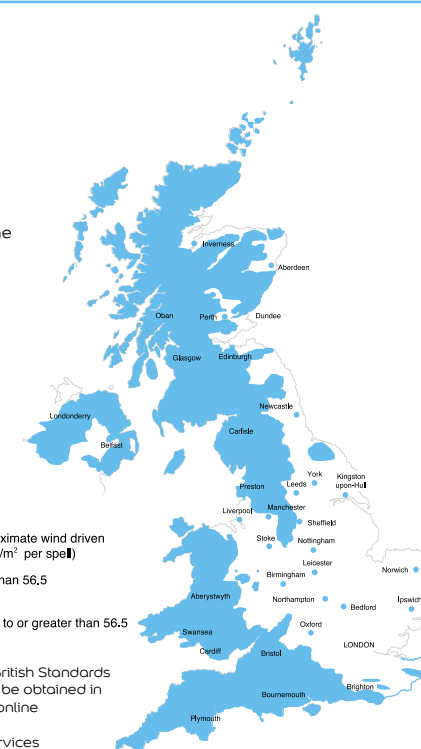 ne
Inverness
Aberdeen
Oban
Perth
Dundee
Glasgow
Edinburgh
Londonderry
Newcastle
Belfast
Carlisle
York
Kingston
upon-Hull
Leeds
Preston
Manchester
Liverpool
Sheffield
Stoke
Nottingham
Leicester
Norwich
Birmingham
Northampton
Bedford
Ipswich
Aberystwyth
Oxford
Swansea
Cardiff
LONDON
Bristol
Brighton
Bournemouth
Plymouth
ximate wind driven
/m² per spell)
han 56.5
to or greater than 56.5
British Standards
be obtained in
online
rvices